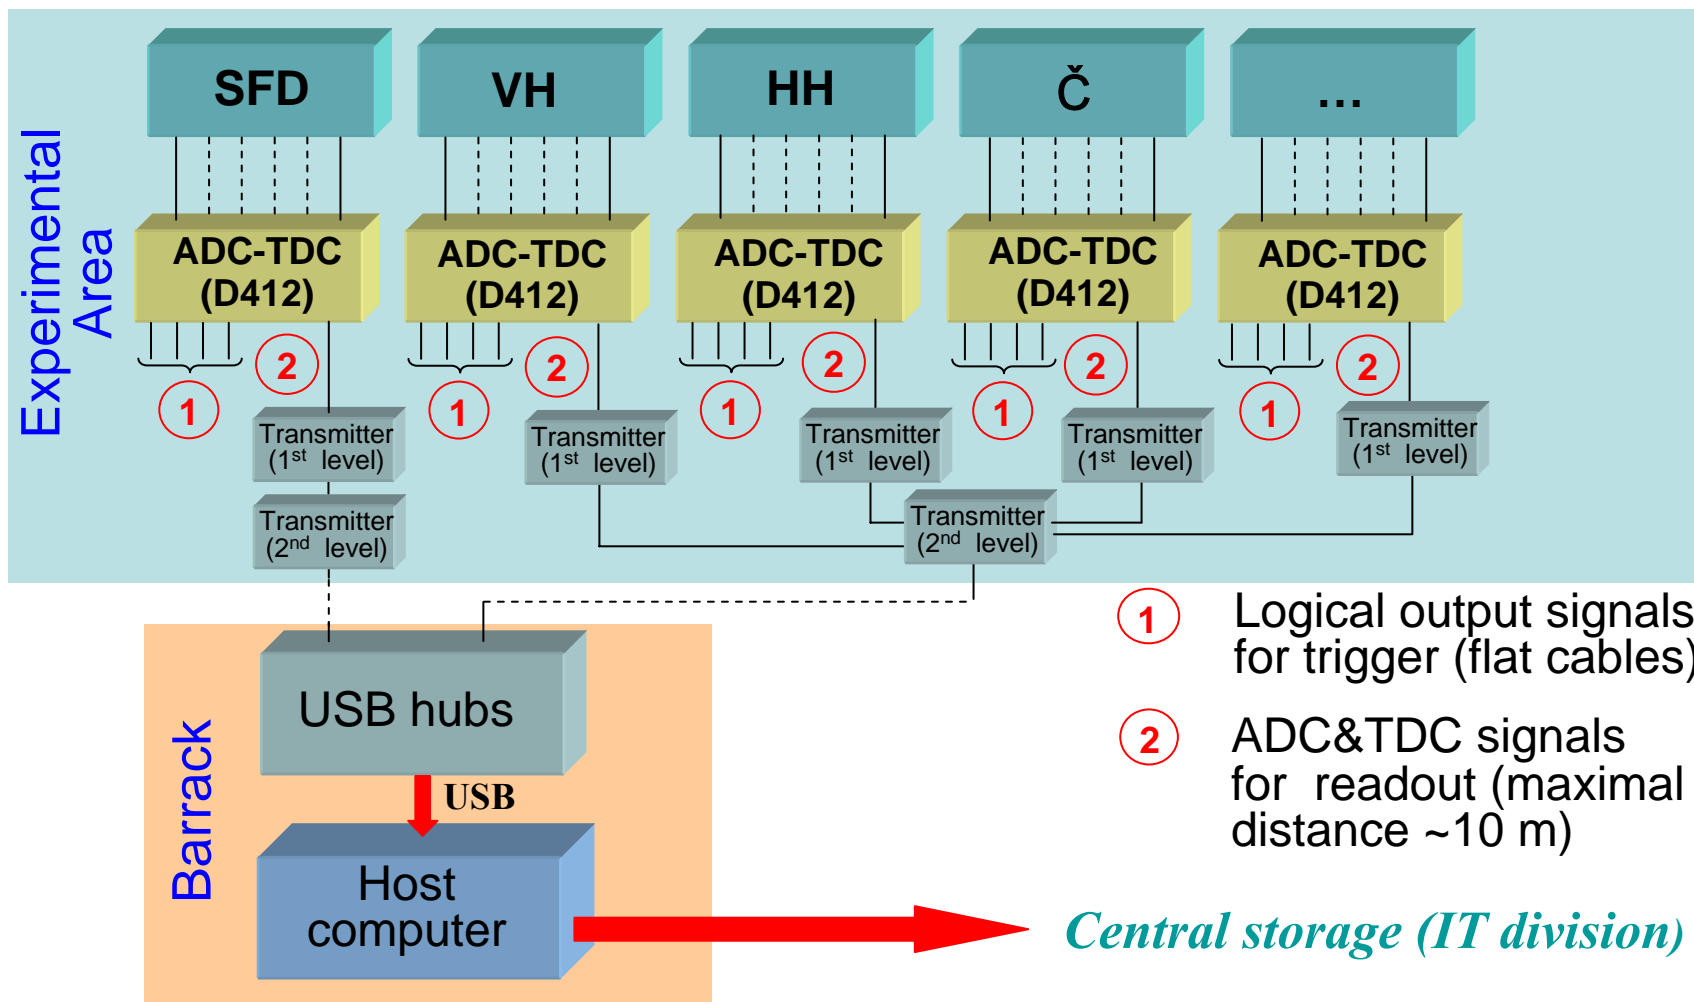 SFD
VH
HH
Č
...
Experimental
Area
ADC-TDC
(D412)
ADC-TDC
(D412)
ADC-TDC
(D412)
ADC-TDC
(D412)
ADC-TDC
(D412)
2
2
2
2
2
1
1
1
1
1
Transmitter
(1st level)
Transmitter
(1st level)
Transmitter
(1st level)
Transmitter
(1st level)
Transmitter
(1st level)
Transmitter
(2nd level)
Transmitter
(2nd level)
1
Logical output signals
for trigger (flat cables)
2
ADC&TDC signals
for readout (maximal
distance ~10 m)
Barrack
USB hubs
USB
Host
computer
Central storage (IT division)